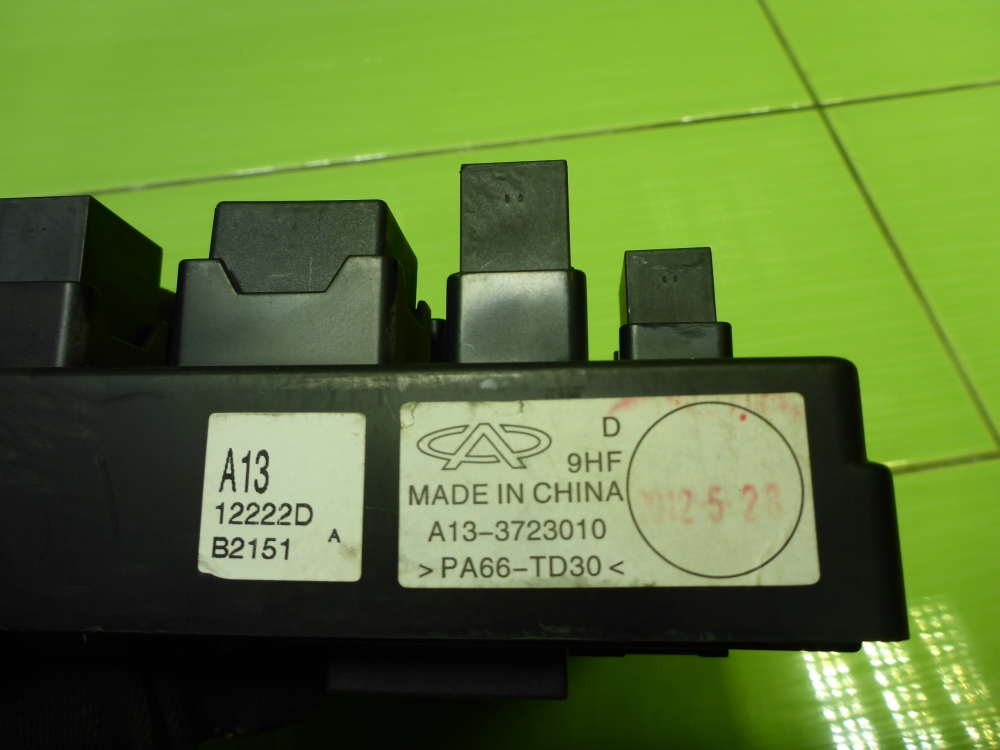 A13
12222D
B2151 A
D
9HF
MADE IN CHINA
A13-3723010
>PA66-TD30<
2012-5-28